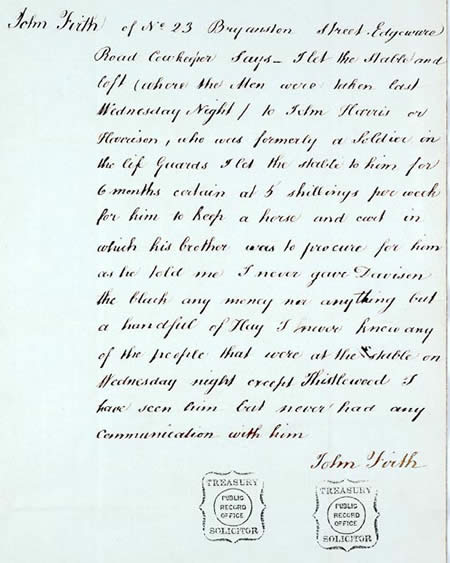 John Firth of No 23 Bryanston Street Edgeware
Road Cowkeeper Says – I let the Stable and
loft (where the Men were taken last
Wednesday Night) to John Harris or
Harrison, who was formerly a Soldier in
the life Guards I let the stable to him for
6 months certain at 5 shillings per week
for him to keep a horse and cart in
which his brother was to procure for him
as he told me I never gave Davison
the black any money nor anything but
a handful of Hay I never knew any
of the people that were at the Stable on
Wednesday night except Thistlewood I
have seen him but never had any
Communication with him
John Firth
TREASURY
PUBLIC
RECORD
OFFICE
SOLICITOR
TREASURY
PUBLIC
RECORD
OFFICE
SOLICITOR